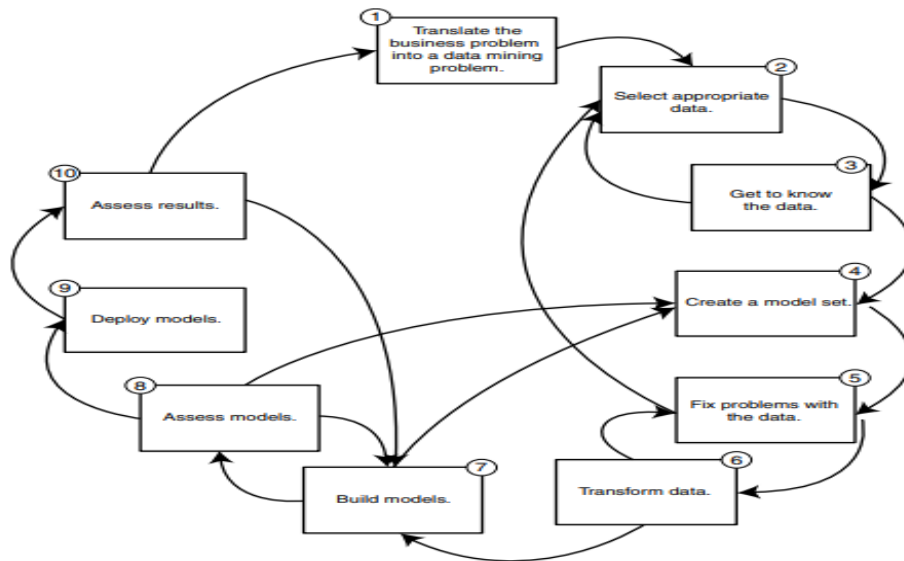 1
Translate the
business problem
into a data mining
problem.
2
Select appropriate
data.
3
Get to know
the data.
4
Create a model set.
5
Fix problems with
the data.
6
Transform data.
7
Build models.
8
Assess models.
9
Deploy models.
10
Assess results.